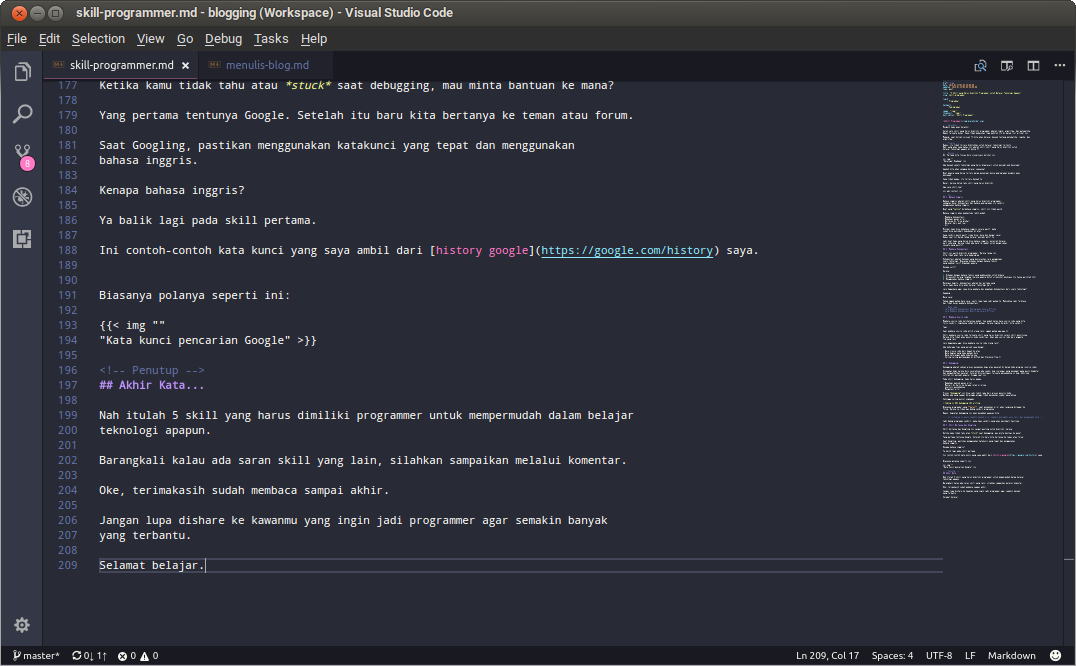 skill-programmer.md - blogging (Workspace) - Visual Studio Code
File Edit Selection View Go Debug Tasks Help
skill-programmer.md menulis-blog.md
177 Ketika kamu tidak tahu atau *stuck* saat debugging, mau minta bantuan ke mana?
178
179 Yang pertama tentunya Google. Setelah itu baru kita bertanya ke teman atau forum.
180
181 Saat Googling, pastikan menggunakan katakunci yang tepat dan menggunakan
182 bahasa inggris.
183
184 Kenapa bahasa inggris?
185
186 Ya balik lagi pada skill pertama.
187
188 Ini contoh-contoh kata kunci yang saya ambil dari [history google](https://google.com/history) saya.
189
190
191 Biasanya polanya seperti ini:
192
193 {{< img ""
194 "Kata kunci pencarian Google" >}}
195
196 <!-- Penutup -->
197 ## Akhir Kata...
198
199 Nah itulah 5 skill yang harus dimiliki programmer untuk mempermudah dalam belajar
200 teknologi apapun.
201
202 Barangkali kalau ada saran skill yang lain, silahkan sampaikan melalui komentar.
203
204 Oke, terimakasih sudah membaca sampai akhir.
205
206 Jangan lupa dishare ke kawanmu yang ingin jadi programmer agar semakin banyak
207 yang terbantu.
208
209 Selamat belajar.
8
master* 0↓ 1↑ 0 0 Ln 209, Col 17 Spaces: 4 UTF-8 LF Markdown